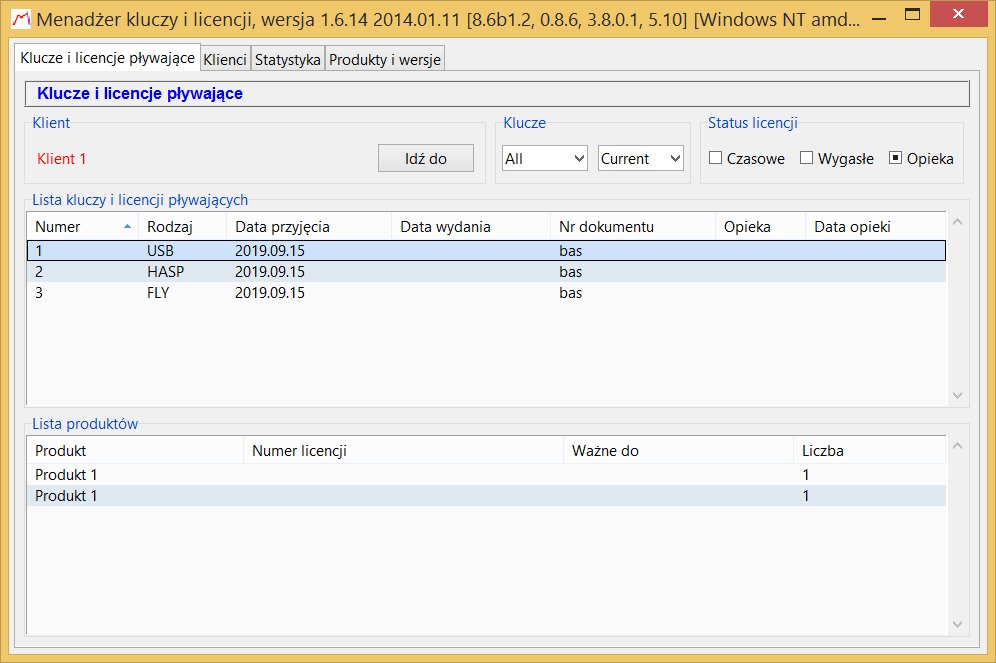 Menadżer kluczy i licencji, wersja 1.6.14 2014.01.11 [8.6b1.2, 0.8.6, 3.8.0.1, 5.10] [Windows NT amd...
Klucze i licencje pływające Klienci Statystyka Produkty i wersje
Klucze i licencje pływające
Klient Klucze Status licencji
Klient 1 Idź do All Current Czasowe Wygasłe Opieka
Lista kluczy i licencji pływających
Numer Rodzaj Data przyjęcia Data wydania Nr dokumentu Opieka Data opieki
1 USB 2019.09.15 bas
2 HASP 2019.09.15 bas
3 FLY 2019.09.15 bas
Lista produktów
Produkt Numer licencji Ważne do Liczba
Produkt 1 1
Produkt 1 1